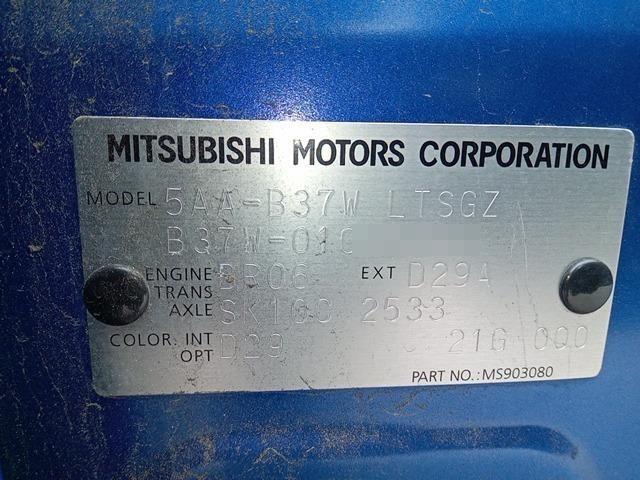 MITSUBISHI MOTORS CORPORATION
MODEL 5AA-B37W LTSGZ
B37W-010
ENGINE BR06 EXT D29A
TRANS
AXLE SK10C 2533
COLOR: INT D29 21G 000
OPT
PART NO.: MS903080